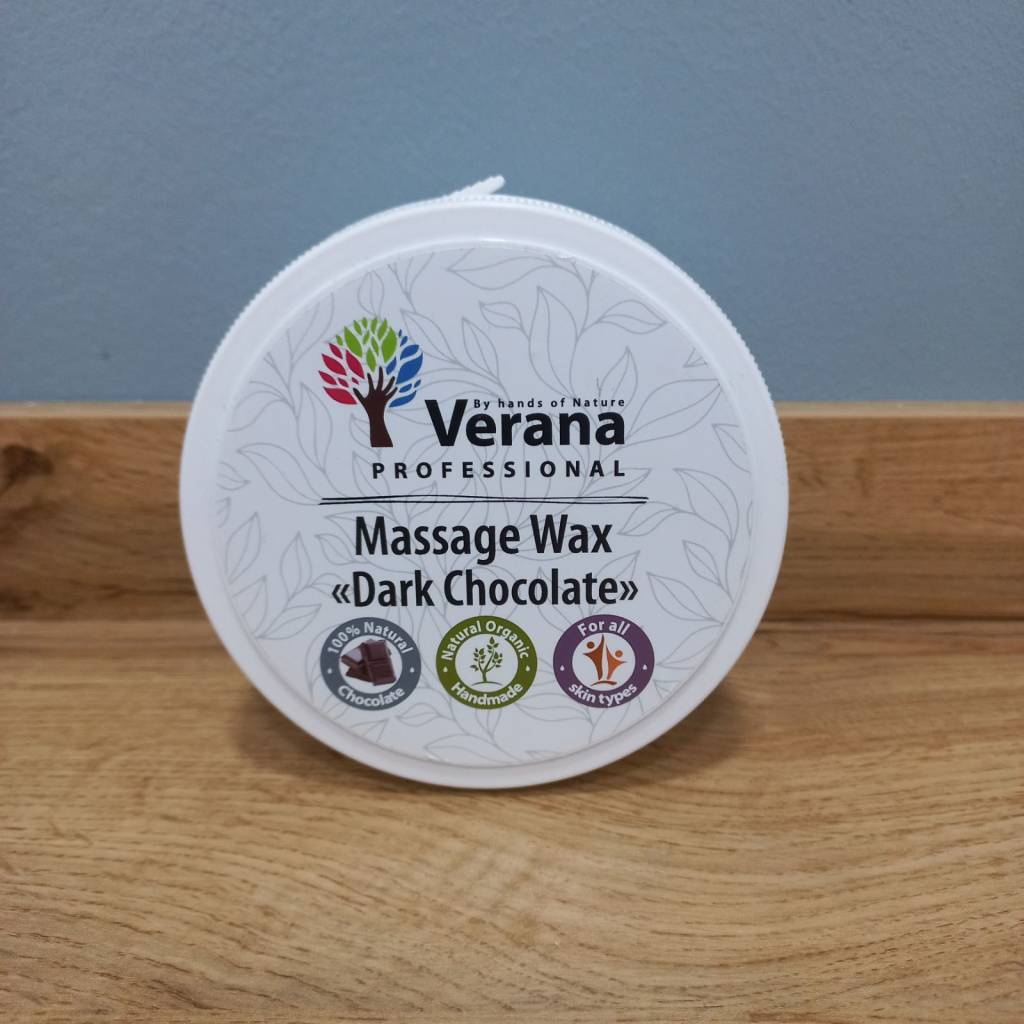 By hands of Nature
Verana
PROFESSIONAL
Massage Wax
«Dark Chocolate»
100% Natural
Chocolate
Natural Organic
Handmade
For all
skin types